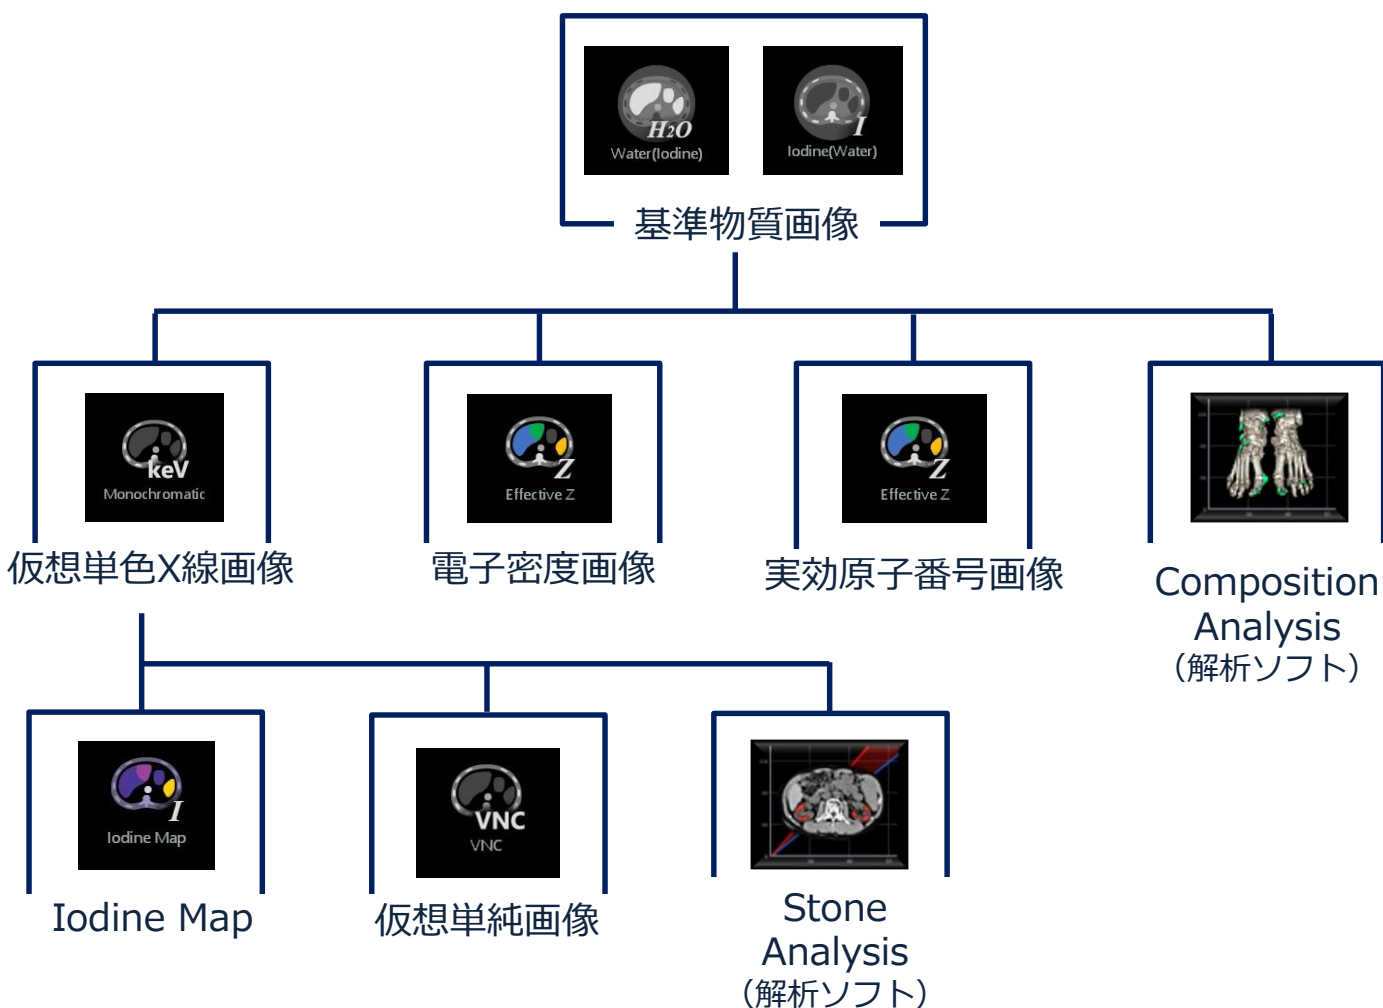 H2O
Water(Iodine)
I
Iodine(Water)
基準物質画像
keV
Monochromatic
Z
Effective Z
Z
Effective Z
仮想単色X線画像
電子密度画像
実効原子番号画像
Composition
Analysis
（解析ソフト）
I
Iodine Map
VNC
VNC
Iodine Map
仮想単純画像
Stone
Analysis
（解析ソフト）